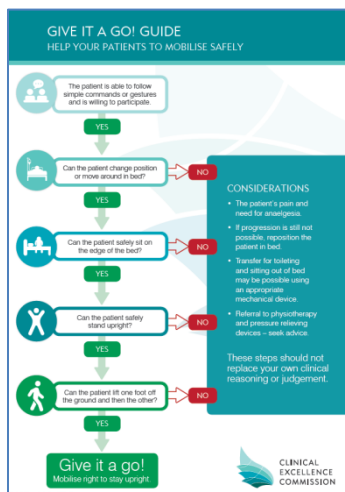 GIVE IT A GO! GUIDE
HELP YOUR PATIENTS TO MOBILISE SAFELY
The patient is able to follow
simple commands or gestures
and is willing to participate.
YES
Can the patient change position
or move around in bed?
NO
YES
Can the patient safely sit on
the edge of the bed?
NO
YES
Can the patient safely
stand upright?
NO
YES
Can the patient lift one foot off
the ground and then the other?
NO
YES
Give it a go!
Mobilise right to stay upright.
CONSIDERATIONS
• The patient's pain and
need for anaelgesia.
• If progression is still not
possible, reposition the
patient in bed.
• Transfer for toileting
and sitting out of bed
may be possible using
an appropriate
mechanical device.
• Referral to physiotherapy
and pressure relieving
devices – seek advice.
These steps should not
replace your own clinical
reasoning or judgement.
CLINICAL
EXCELLENCE
COMMISSION